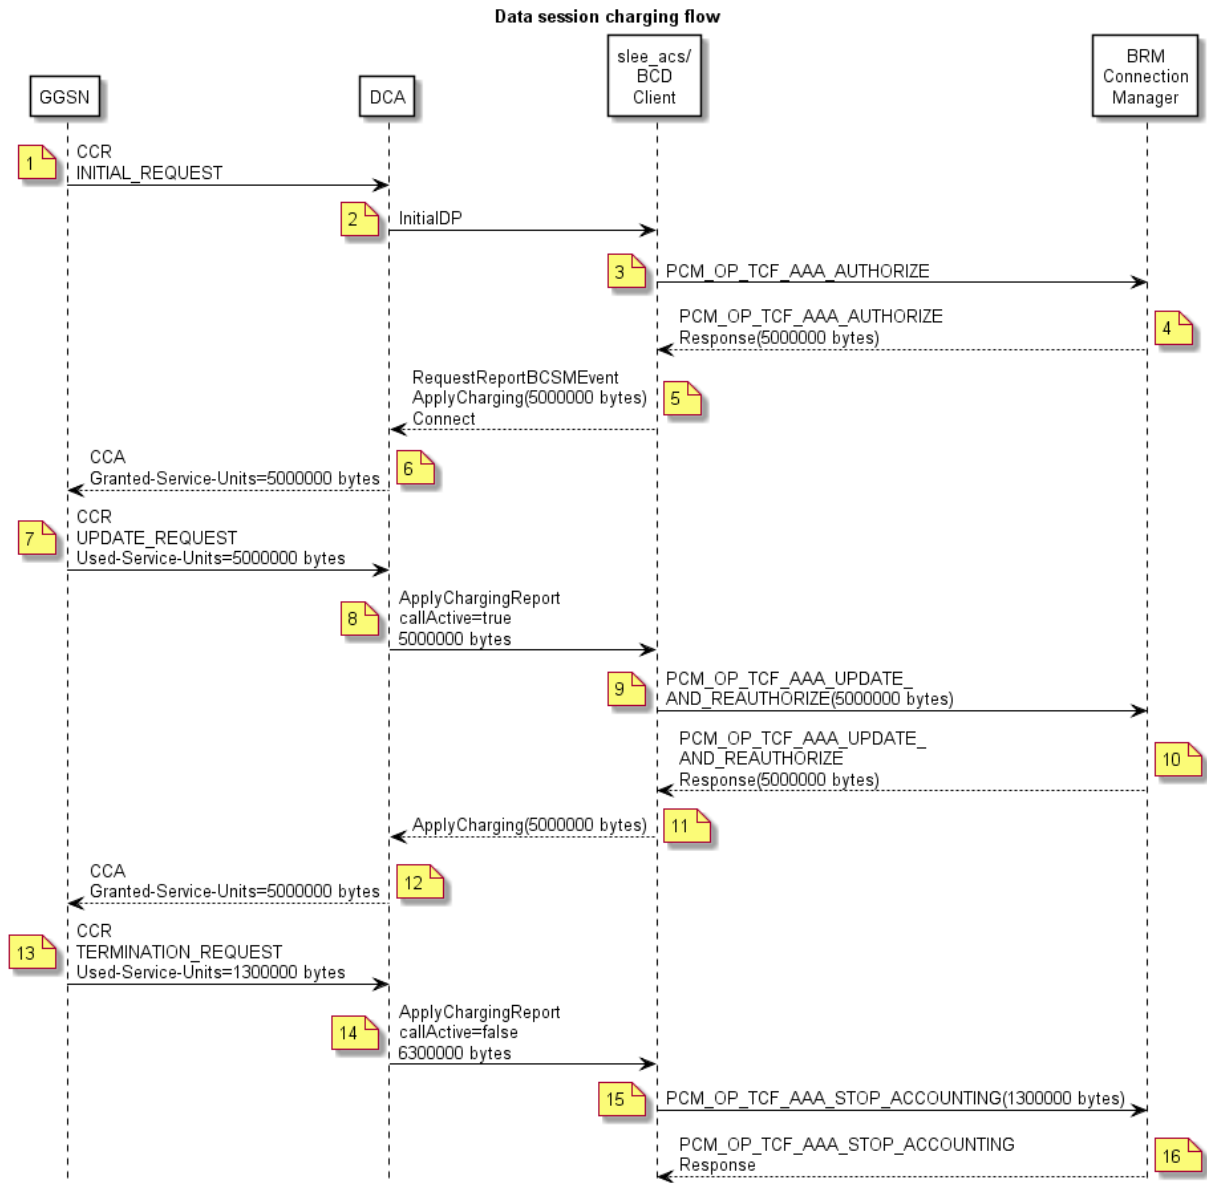 Data session charging flow
GGSN
DCA
slee_acs/
BCD
Client
BRM
Connection
Manager
1
CCR
INITIAL_REQUEST
2
InitialDP
3
PCM_OP_TCF_AAA_AUTHORIZE
PCM_OP_TCF_AAA_AUTHORIZE
Response(5000000 bytes)
4
RequestReportBCSMEvent
ApplyCharging(5000000 bytes)
Connect
5
CCA
Granted-Service-Units=5000000 bytes
6
7
CCR
UPDATE_REQUEST
Used-Service-Units=5000000 bytes
8
ApplyChargingReport
callActive=true
5000000 bytes
9
PCM_OP_TCF_AAA_UPDATE_
AND_REAUTHORIZE(5000000 bytes)
PCM_OP_TCF_AAA_UPDATE_
AND_REAUTHORIZE
Response(5000000 bytes)
10
ApplyCharging(5000000 bytes)
11
CCA
Granted-Service-Units=5000000 bytes
12
13
CCR
TERMINATION_REQUEST
Used-Service-Units=1300000 bytes
14
ApplyChargingReport
callActive=false
6300000 bytes
15
PCM_OP_TCF_AAA_STOP_ACCOUNTING(1300000 bytes)
PCM_OP_TCF_AAA_STOP_ACCOUNTING
Response
16